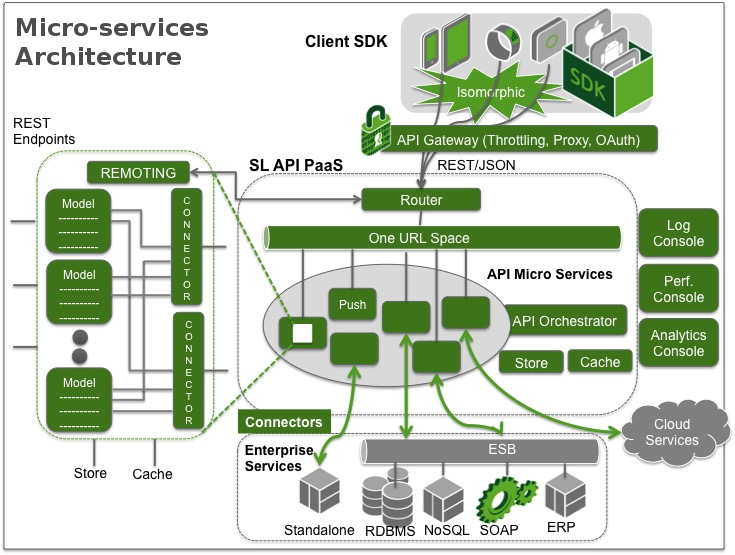 Micro-services
Architecture
Client SDK
Isomorphic
SDK
API Gateway (Throttling, Proxy, OAuth)
REST/JSON
REST
Endpoints
SL API PaaS
REMOTING
Router
Model
----------
----------
CONNECTOR
One URL Space
Log
Console
API Micro Services
Model
----------
----------
Push
Perf.
Console
API Orchestrator
CONNECTOR
Analytics
Console
Store
Cache
Model
----------
----------
Connectors
Cloud
Services
Enterprise
Services
ESB
Store
Cache
Standalone
RDBMS
NoSQL
SOAP
ERP